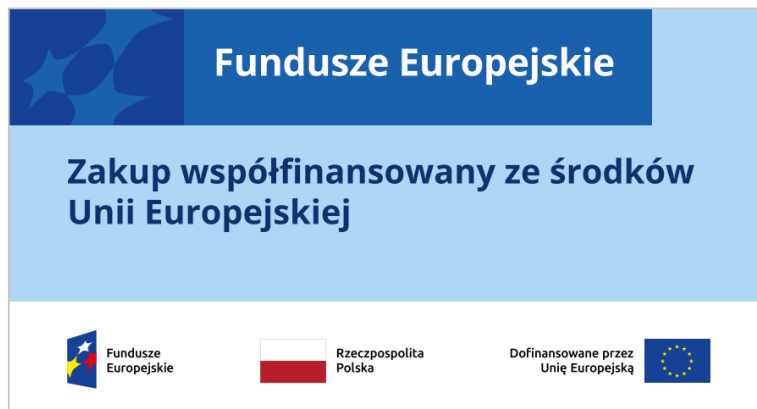 Fundusze Europejskie
Zakup współfinansowany ze środków
Unii Europejskiej
Fundusze
Europejskie
Rzeczpospolita
Polska
Dofinansowane przez
Unię Europejską